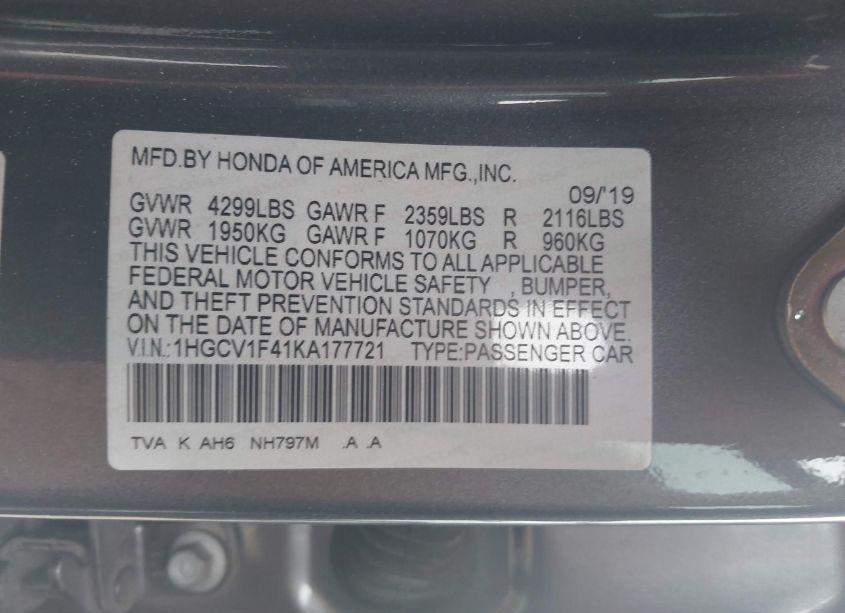 MFD.BY HONDA OF AMERICA MFG.,INC.
09/'19
GVWR 4299LBS GAWR F 2359LBS R 2116LBS
GVWR 1950KG GAWR F 1070KG R 960KG
THIS VEHICLE CONFORMS TO ALL APPLICABLE
FEDERAL MOTOR VEHICLE SAFETY , BUMPER,
AND THEFT PREVENTION STANDARDS IN EFFECT
ON THE DATE OF MANUFACTURE SHOWN ABOVE.
V.I.N.:1HGCV1F41KA177721 TYPE:PASSENGER CAR
TVA K AH6 NH797M .A .A